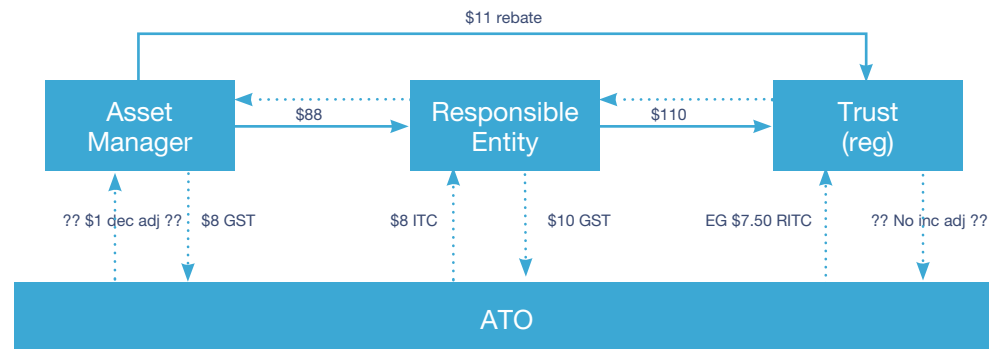 $11 rebate
Asset
Manager
$88
Responsible
Entity
$110
Trust
(reg)
?? $1 dec adj ??
$8 GST
$8 ITC
$10 GST
EG $7.50 RITC
?? No inc adj ??
ATO